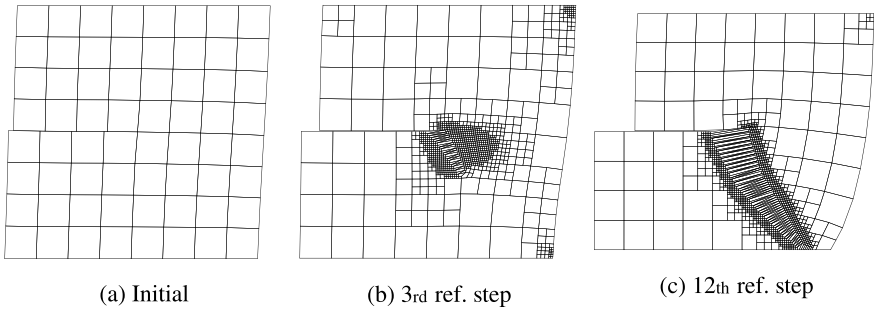 (a) Initial
(b) 3rd ref. step
(c) 12th ref. step